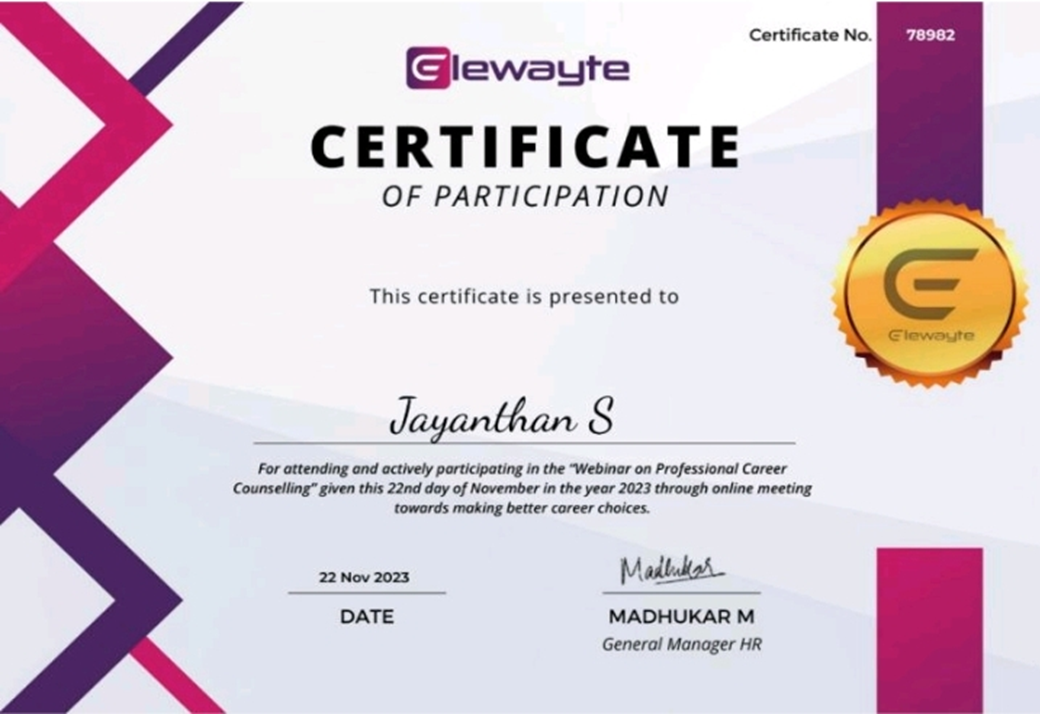 Certificate No. 78982
Elewayte
CERTIFICATE
OF PARTICIPATION
This certificate is presented to
Elewayte
Jayanthan S
For attending and actively participating in the "Webinar on Professional Career
Counselling" given this 22nd day of November in the year 2023 through online meeting
towards making better career choices.
22 Nov 2023
DATE
Madhukar
MADHUKAR M
General Manager HR